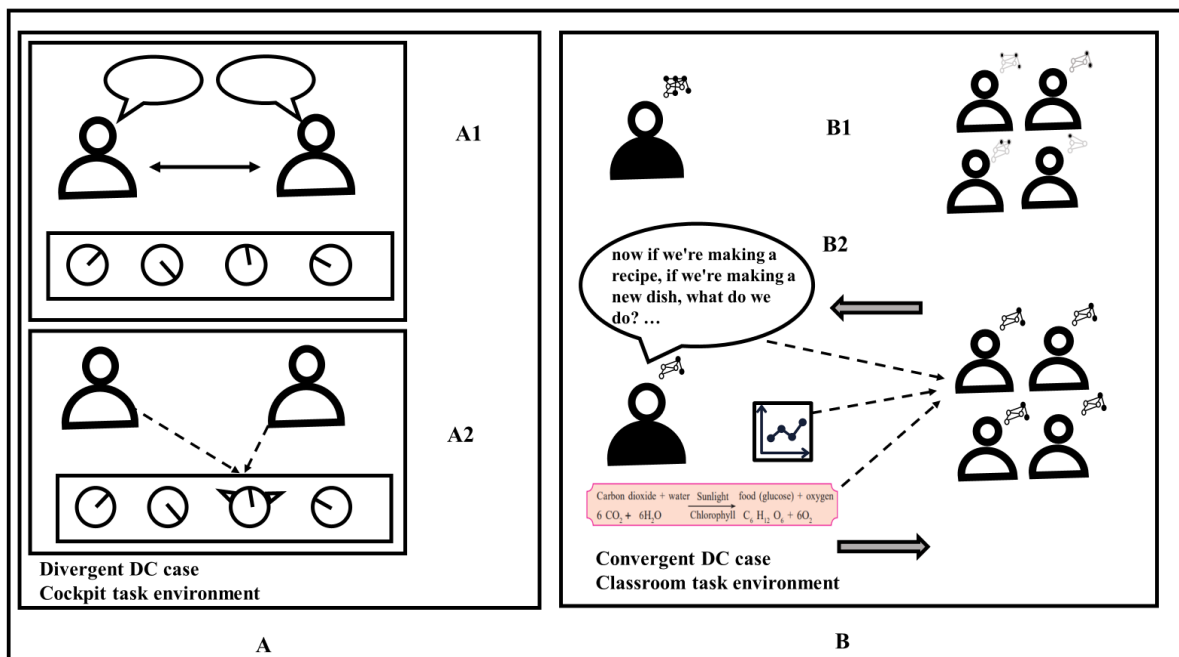 A1
A2
Divergent DC case
Cockpit task environment
A
B1
B2
now if we're making a
recipe, if we're making a
new dish, what do we
do? ...
Carbon dioxide + water Sunlight food (glucose) + oxygen
6 CO₂ + 6H₂O Chlorophyll C₆ H₁₂ O₆ + 6O₂
Convergent DC case
Classroom task environment
B